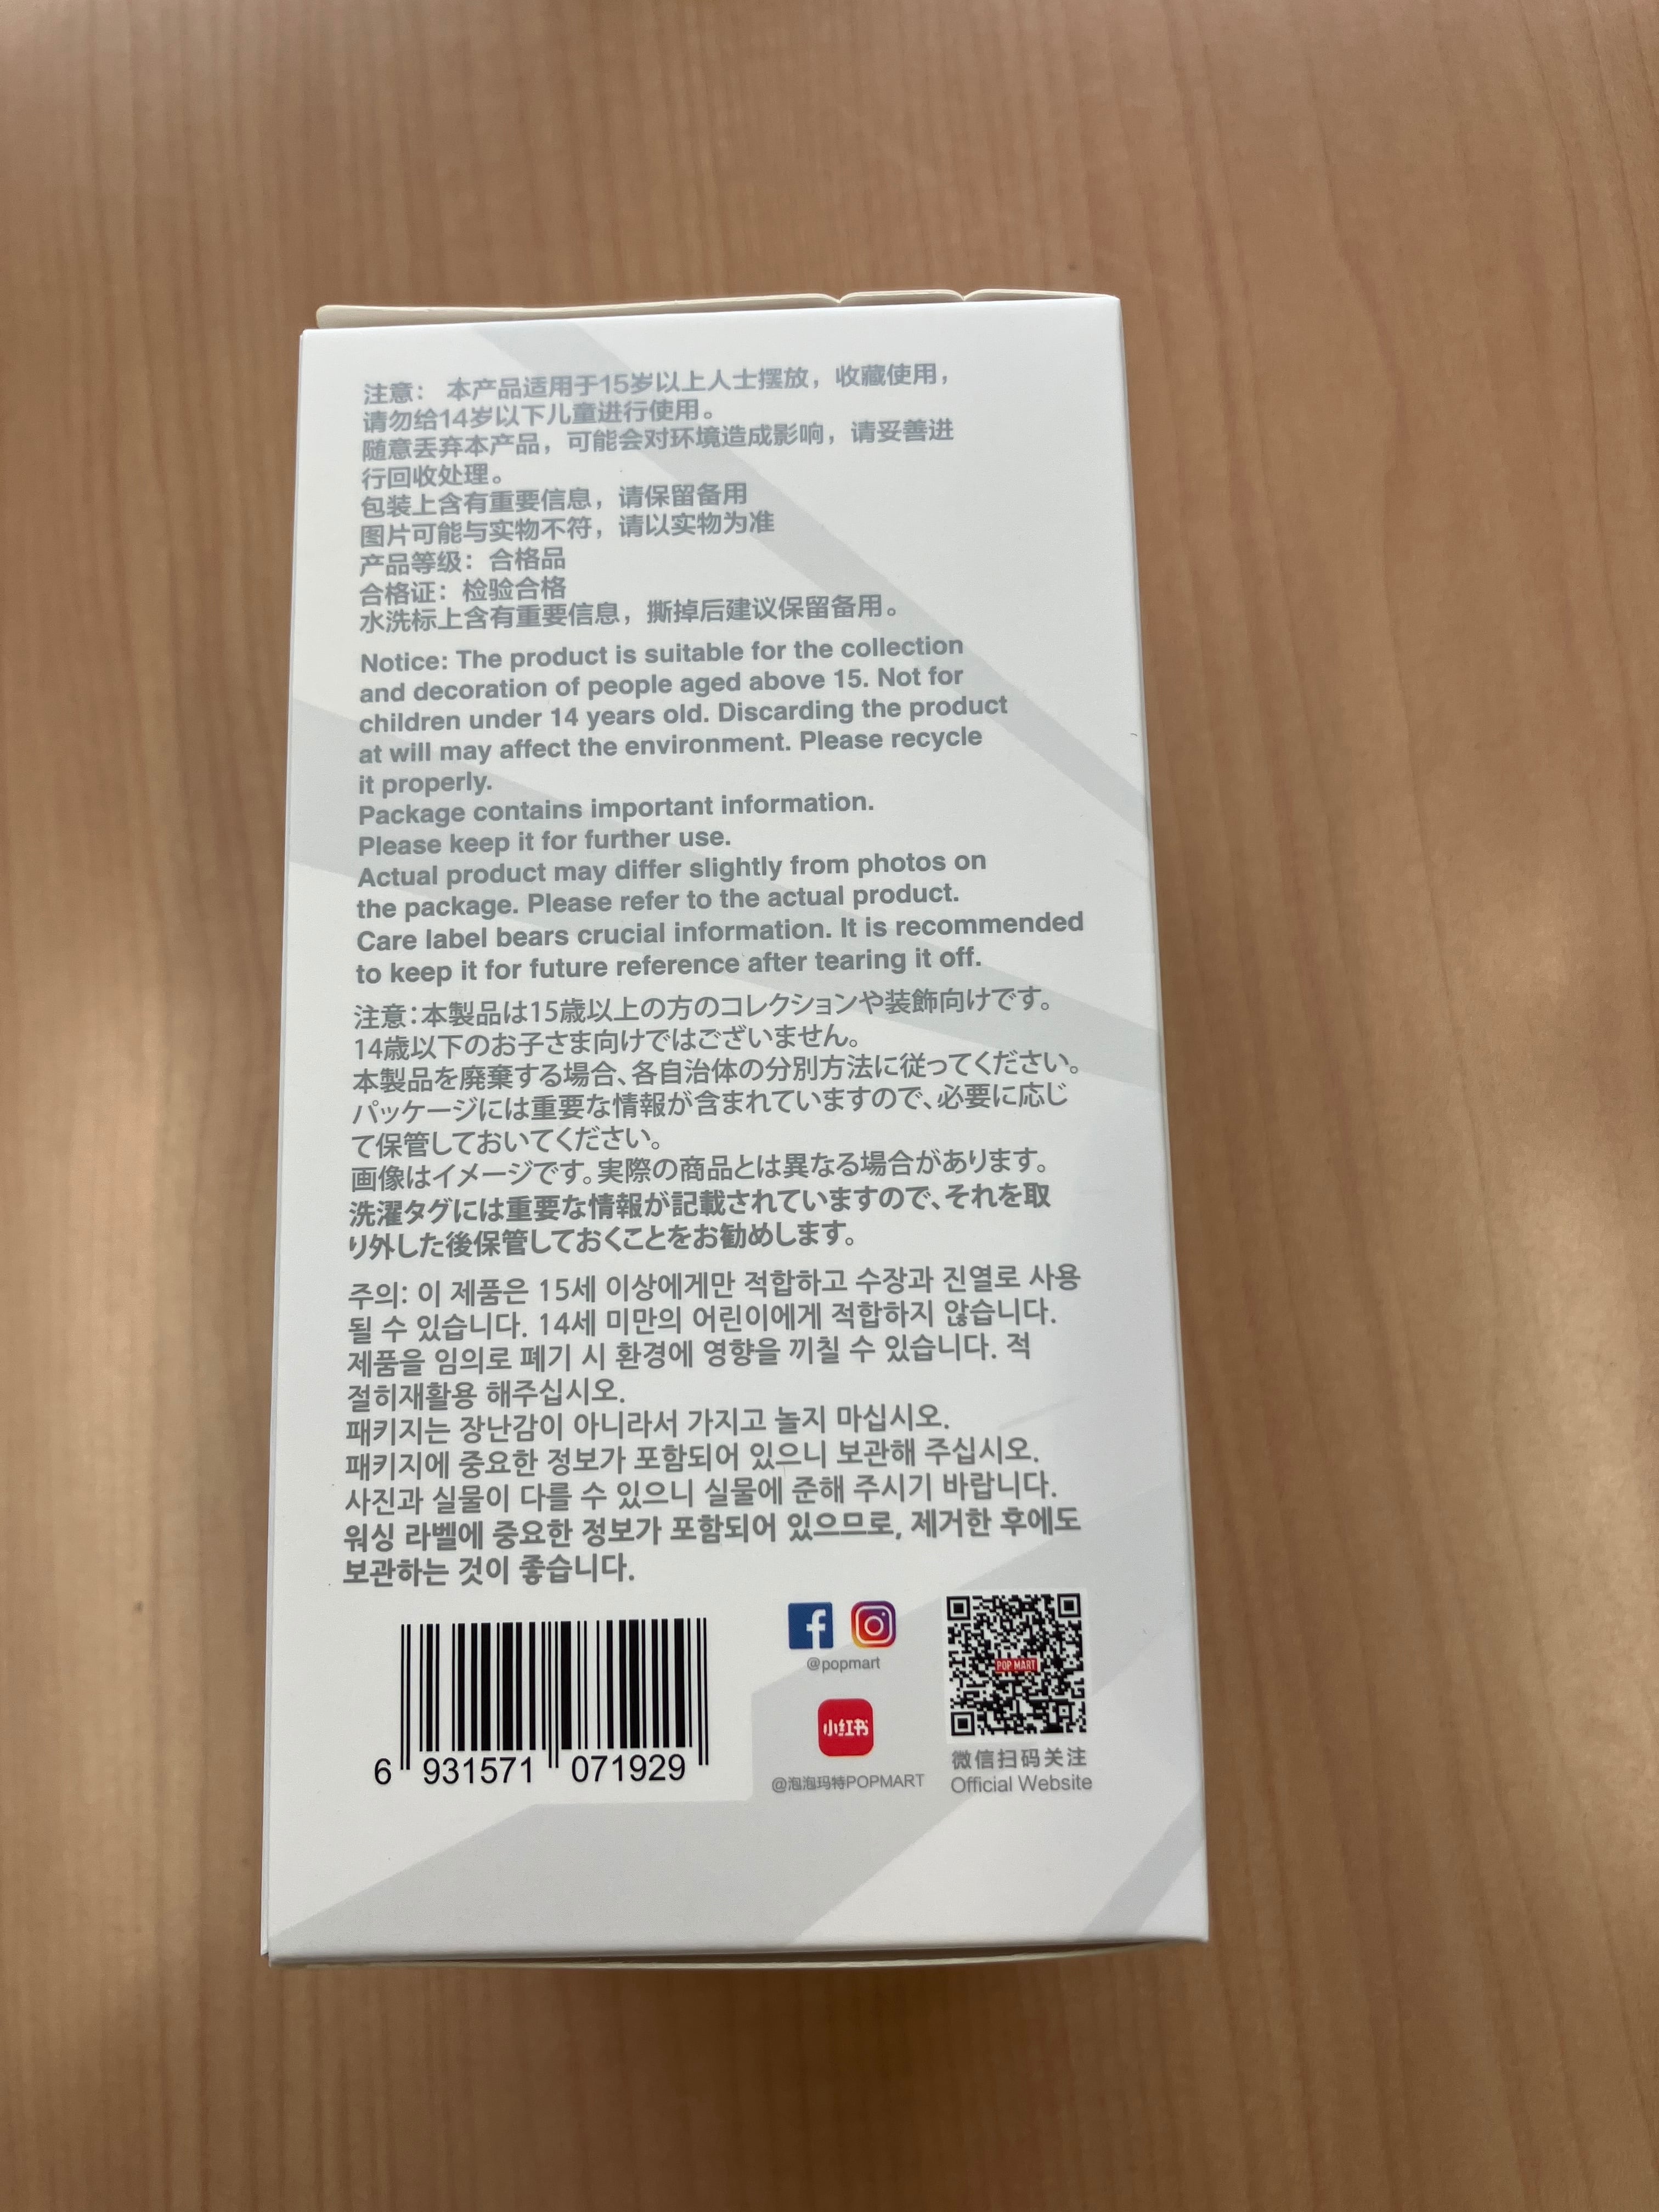 注意： 本产品适用于15岁以上人士摆放，收藏使用，
请勿给14岁以下儿童进行使用。
随意丢弃本产品，可能会对环境造成影响，请妥善进
行回收处理。
包装上含有重要信息，请保留备用
图片可能与实物不符，请以实物为准
产品等级：合格品
合格证：检验合格
水洗标上含有重要信息，撕掉后建议保留备用。
Notice: The product is suitable for the collection
and decoration of people aged above 15. Not for
children under 14 years old. Discarding the product
at will may affect the environment. Please recycle
it properly.
Package contains important information.
Please keep it for further use.
Actual product may differ slightly from photos on
the package. Please refer to the actual product.
Care label bears crucial information. It is recommended
to keep it for future reference after tearing it off.
注意：本製品は15歳以上の方のコレクションや装飾向けです。
14歳以下のお子さま向けではございません。
本製品を廃棄する場合、各自治体の分別方法に従ってください。
パッケージには重要な情報が含まれていますので、必要に応じ
て保管しておいてください。
画像はイメージです。実際の商品とは異なる場合があります。
洗濯タグには重要な情報が記載されていますので、それを取
り外した後保管しておくことをお勧めします。
주의: 이 제품은 15세 이상에게만 적합하고 수장과 진열로 사용
될 수 있습니다. 14세 미만의 어린이에게 적합하지 않습니다.
제품을 임의로 폐기 시 환경에 영향을 끼칠 수 있습니다. 적
절히재활용 해주십시오.
패키지는 장난감이 아니라서 가지고 놀지 마십시오.
패키지에 중요한 정보가 포함되어 있으니 보관해 주십시오.
사진과 실물이 다를 수 있으니 실물에 준해 주시기 바랍니다.
워싱 라벨에 중요한 정보가 포함되어 있으므로, 제거한 후에도
보관하는 것이 좋습니다.
@popmart
POP MART
小红书
@泡泡玛特POPMART
微信扫码关注
Official Website
6 931571 071929